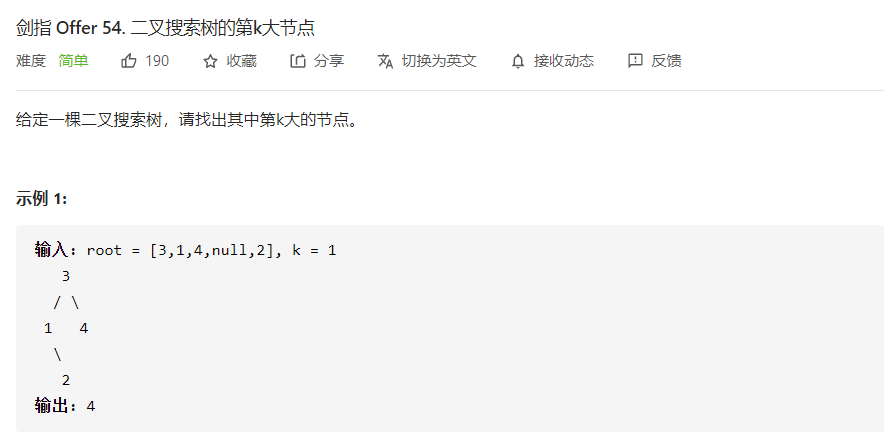 剑指 Offer 54. 二叉搜索树的第k大节点
难度 简单 190 收藏 分享 切换为英文 接收动态 反馈
给定一棵二叉搜索树，请找出其中第k大的节点。
示例 1:
输入: root = [3,1,4,null,2], k = 1
3
/ \
1 4
\
2
输出: 4